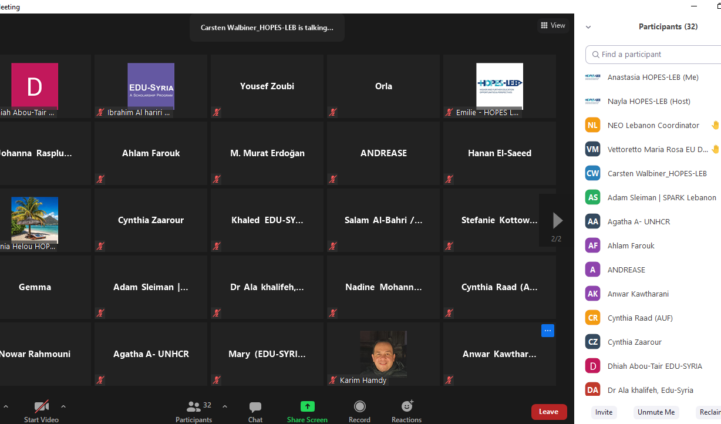 Meeting
Carsten Walbiner_HOPES-LEB is talking...
View
Participants (32)
Find a participant
D
EDU-SYRIA
Yousef Zoubi
Orla
HOPES-LEB
iah Abou-Tair ...
Ibrahim Al hariri ...
Emilie - HOPES L...
Johanna Rasplu...
Ahlam Farouk
M. Murat Erdoğan
ANDREASE
Hanan El-Saeed
Cynthia Zaarour
Khaled EDU-SY...
Salam Al-Bahri /...
Stefanie Kottow...
nia Helou HOP...
2/2
Gemma
Adam Sleiman |...
Dr Ala khalifeh,...
Nadine Mohann...
Cynthia Raad (A...
Nowar Rahmouni
Agatha A- UNHCR
Mary (EDU-SYRI...
Karim Hamdy
Anwar Kawthar...
Start Video
32
Participants
Chat
Share Screen
Record
Reactions
Leave
Anastasia HOPES-LEB (Me)
Nayla HOPES-LEB (Host)
NL NEO Lebanon Coordinator
VM Vettoretto Maria Rosa EU D...
CW Carsten Walbiner_HOPES-LEB
AS Adam Sleiman | SPARK Lebanon
AA Agatha A- UNHCR
AF Ahlam Farouk
A ANDREASE
AK Anwar Kawtharani
CR Cynthia Raad (AUF)
CZ Cynthia Zaarour
D Dhiah Abou-Tair EDU-SYRIA
DA Dr Ala khalifeh, Edu-Syria
Invite
Unmute Me
Reclain